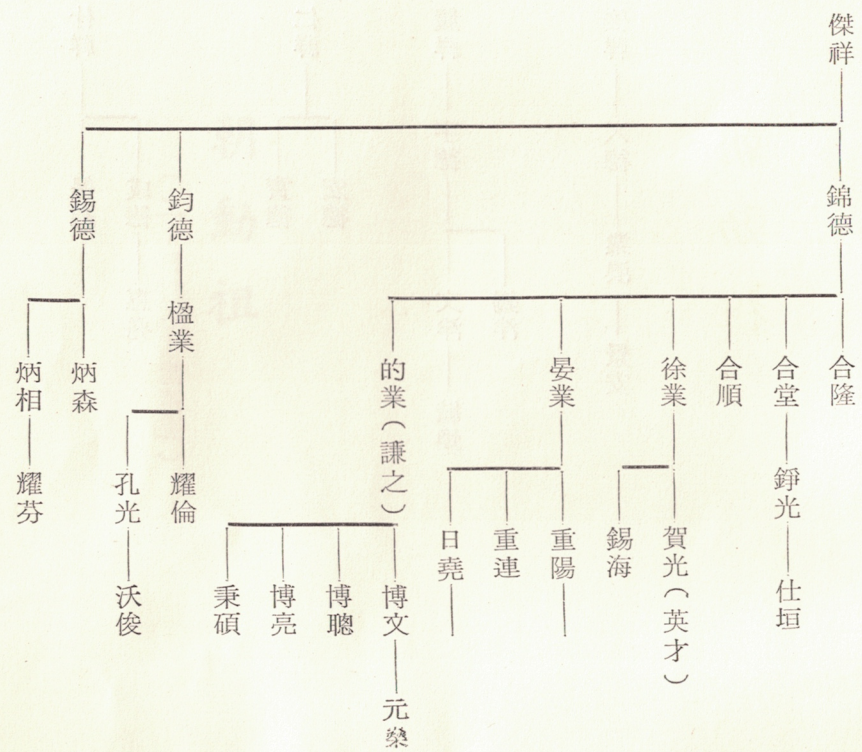 傑祥
錦德
鈞德
錫德
合隆
合堂
合順
徐業
晏業
的業(謙之)
楹業
炳森
炳相
錚光
賀光(英才)
錫海
重陽
重連
日堯
博文
博聰
博亮
秉碩
耀倫
孔光
耀芬
仕垣
元燊
沃俊